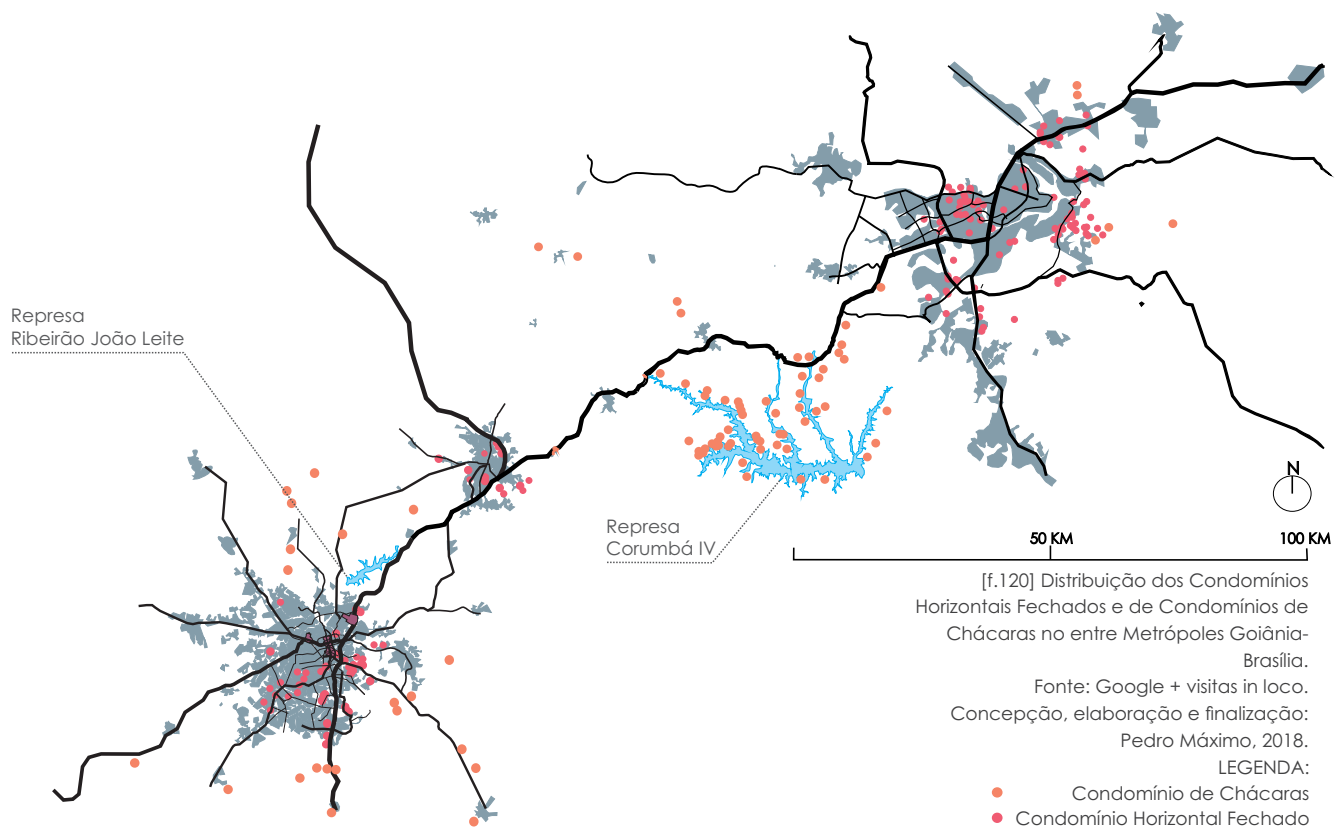 Represa
Ribeirão João Leite
Represa
Corumbá IV
N
50 KM
100 KM
[f.120] Distribuição dos Condomínios
Horizontais Fechados e de Condomínios de
Chácaras no entre Metrópoles Goiânia-
Brasília.
Fonte: Google + visitas in loco.
Concepção, elaboração e finalização:
Pedro Máximo, 2018.
LEGENDA:
Condomínio de Chácaras
Condomínio Horizontal Fechado